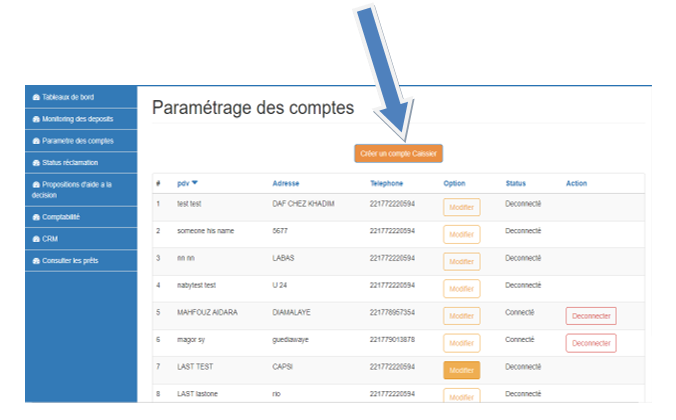 Tableaux de bord
Monitoring des deposits
Parametre des comptes
Status réclamation
Propositions d'aide a la
decision
Comptabilité
CRM
Consulter les prêts
Paramétrage des comptes
Créer un compte Caissier
# pdv Adresse Telephone Option Status Action
1 test test DAF CHEZ KHADIM 221772220594 Modifier Deconnecté
2 someone his name 5677 221772220594 Modifier Deconnecté
3 nn nn LABAS 221772220594 Modifier Deconnecté
4 nabytest test U 24 221772220594 Modifier Deconnecté
5 MAHFOUZ AIDARA DIAMALAYE 221778957354 Modifier Connecté Deconnecter
6 magor sy guediawaye 221779013878 Modifier Connecté Deconnecter
7 LAST TEST CAPSI 221772220594 Modifier Deconnecté
8 LAST lastone rio 221772220594 Modifier Deconnecté